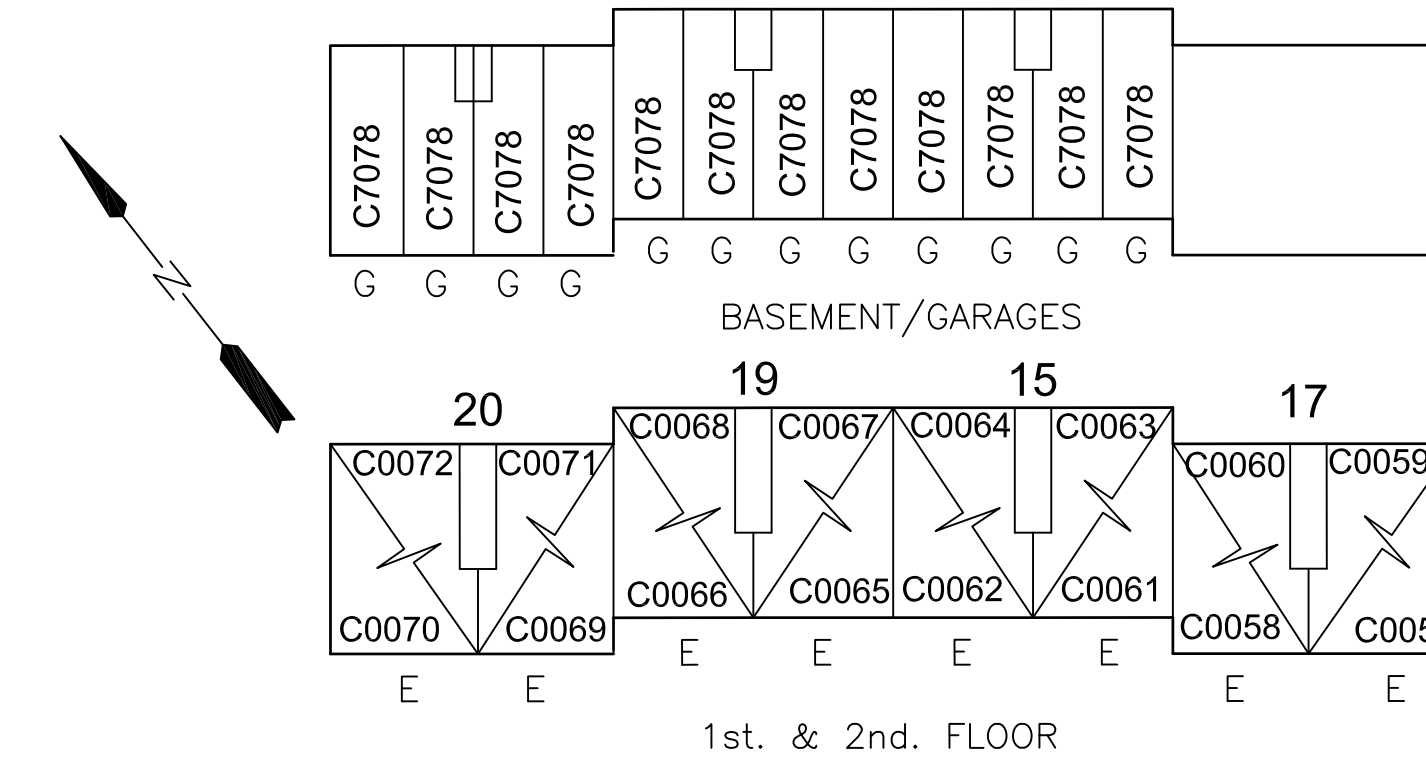 C7078 C7078 C7078 C7078 C7078 C7078 C7078 C7078 C7078 C7078 C7078 C7078
G G G G G G G G G G G G
N
BASEMENT/GARAGES
20 19 15 17
C0072 C0071 C0068 C0067 C0064 C0063 C0060 C0059
C0070 C0069 C0066 C0065 C0062 C0061 C0058
E E E E E E E E
1st. & 2nd. FLOOR